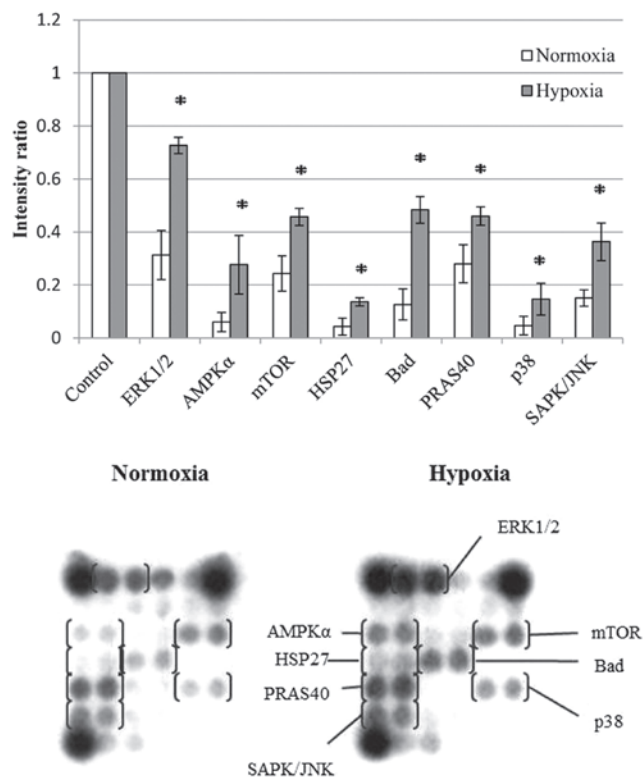 1.2
1
0.8
0.6
0.4
0.2
0
Intensity ratio
Normoxia
Hypoxia
* * * * * * * *
Control ERK1/2 AMPKα mTOR HSP27 Bad PRAS40 p38 SAPK/JNK
Normoxia Hypoxia
ERK1/2
AMPKα mTOR
HSP27 Bad
PRAS40
p38
SAPK/JNK